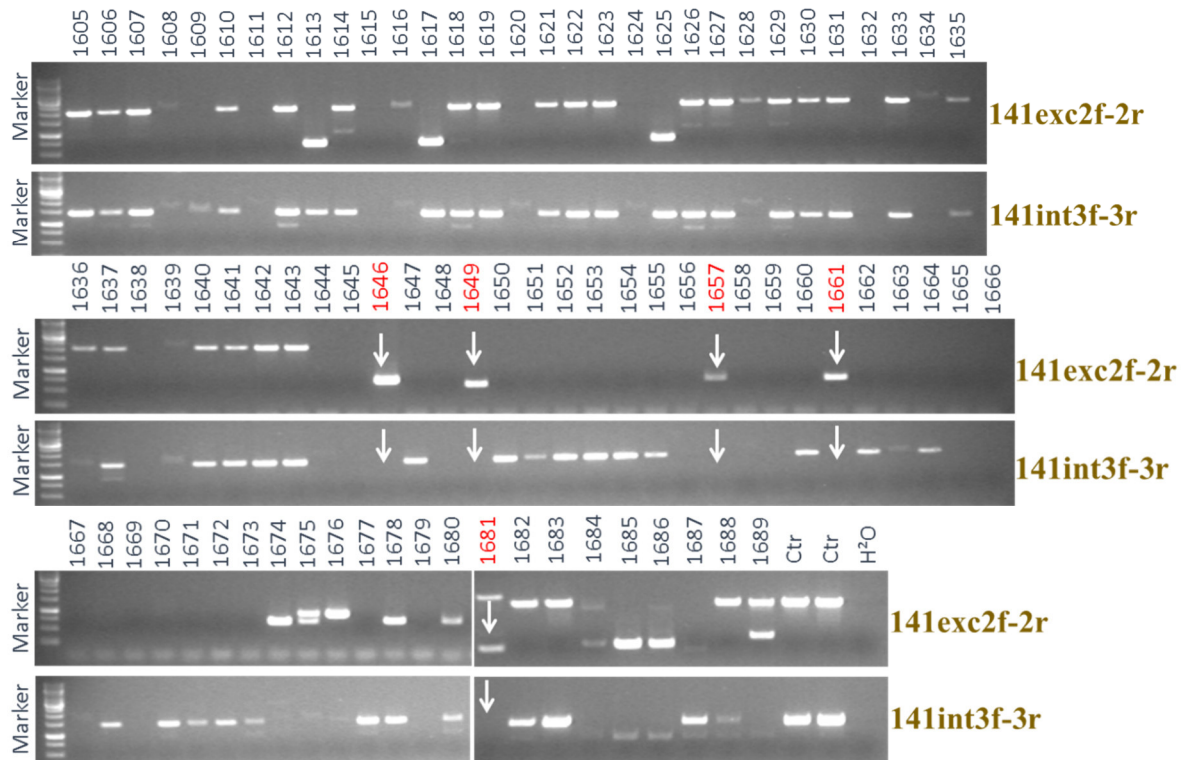 1605 1606 1607 1608 1609 1610 1611 1612 1613 1614 1615 1616 1617 1618 1619 1620 1621 1622 1623 1624 1625 1626 1627 1628 1629 1630 1631 1632 1633 1634 1635
Marker 141exc2f-2r
Marker 141int3f-3r
1636 1637 1638 1639 1640 1641 1642 1643 1644 1645 1646 1647 1648 1649 1650 1651 1652 1653 1654 1655 1656 1657 1658 1659 1660 1661 1662 1663 1664 1665 1666
Marker 141exc2f-2r
Marker 141int3f-3r
1667 1668 1669 1670 1671 1672 1673 1674 1675 1676 1677 1678 1679 1680 1681 1682 1683 1684 1685 1686 1687 1688 1689 Ctr Ctr H²O
Marker 141exc2f-2r
Marker 141int3f-3r